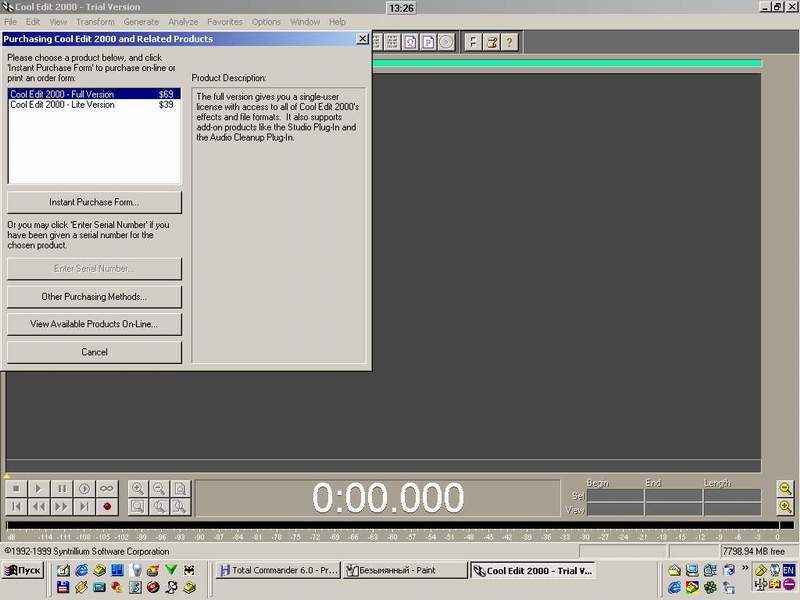 Cool Edit 2000 - Trial Version
13:26
File Edit View Transform Generate Analyze Favorites Options Window Help
Purchasing Cool Edit 2000 and Related Products
F ?
Please choose a product below, and click
'Instant Purchase Form' to purchase on-line or
print an order form:
Product Description:
Cool Edit 2000 - Full Version $69
Cool Edit 2000 - Lite Version $39
The full version gives you a single-user
license with access to all of Cool Edit 2000's
effects and file formats. It also supports
add-on products like the Studio Plug-In and
the Audio Cleanup Plug-In.
Instant Purchase Form...
Or you may click 'Enter Serial Number' if you
have been given a serial number for the
chosen product.
Enter Serial Number...
Other Purchasing Methods...
View Available Products On-Line...
Cancel
0:00.000
Begin End Length
Sel
View
dB -114 -111 -108 -105 -102 -99 -96 -93 -90 -87 -84 -81 -78 -75 -72 -69 -66 -63 -60 -57 -54 -51 -48 -45 -42 -39 -36 -33 -30 -27 -24 -21 -18 -15 -12 -9 -6 -3 0
©1992-1999 Syntrillium Software Corporation
7798.94 MB free
Пуск
Total Commander 6.0 - Pr...
Безымянный - Paint
Cool Edit 2000 - Trial V...
EN